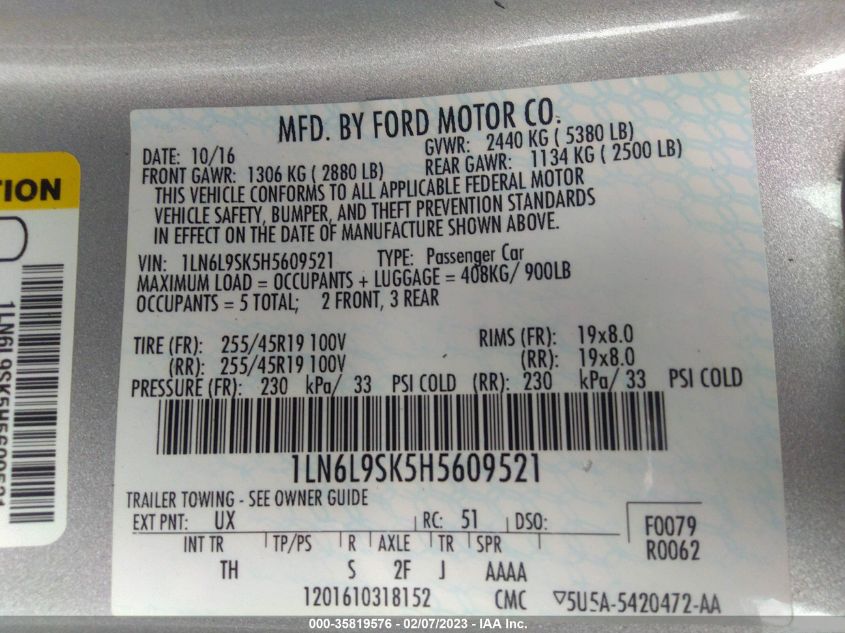 MFD. BY FORD MOTOR CO.
DATE: 10/16 GVWR: 2440 KG ( 5380 LB)
FRONT GAWR: 1306 KG ( 2880 LB) REAR GAWR: 1134 KG ( 2500 LB)
THIS VEHICLE CONFORMS TO ALL APPLICABLE FEDERAL MOTOR
VEHICLE SAFETY, BUMPER, AND THEFT PREVENTION STANDARDS
IN EFFECT ON THE DATE OF MANUFACTURE SHOWN ABOVE.
VIN: 1LN6L9SK5H5609521 TYPE: Passenger Car
MAXIMUM LOAD = OCCUPANTS + LUGGAGE = 408KG/ 900LB
OCCUPANTS = 5 TOTAL; 2 FRONT, 3 REAR
TIRE (FR): 255/45R19 100V RIMS (FR): 19x8.0
(RR): 255/45R19 100V (RR): 19x8.0
PRESSURE (FR): 230 kPa/ 33 PSI COLD (RR): 230 kPa/ 33 PSI COLD
1LN6L9SK5H5609521
TRAILER TOWING - SEE OWNER GUIDE
EXT PNT: UX RC: 51 DSO: F0079
INT TR TP/PS R AXLE TR SPR R0062
TH S 2F J AAAA
1201610318152 CMC ▽5U5A-5420472-AA
TION
1LN6L9SK5H5609521
000-35819576 - 02/07/2023 - IAA Inc.